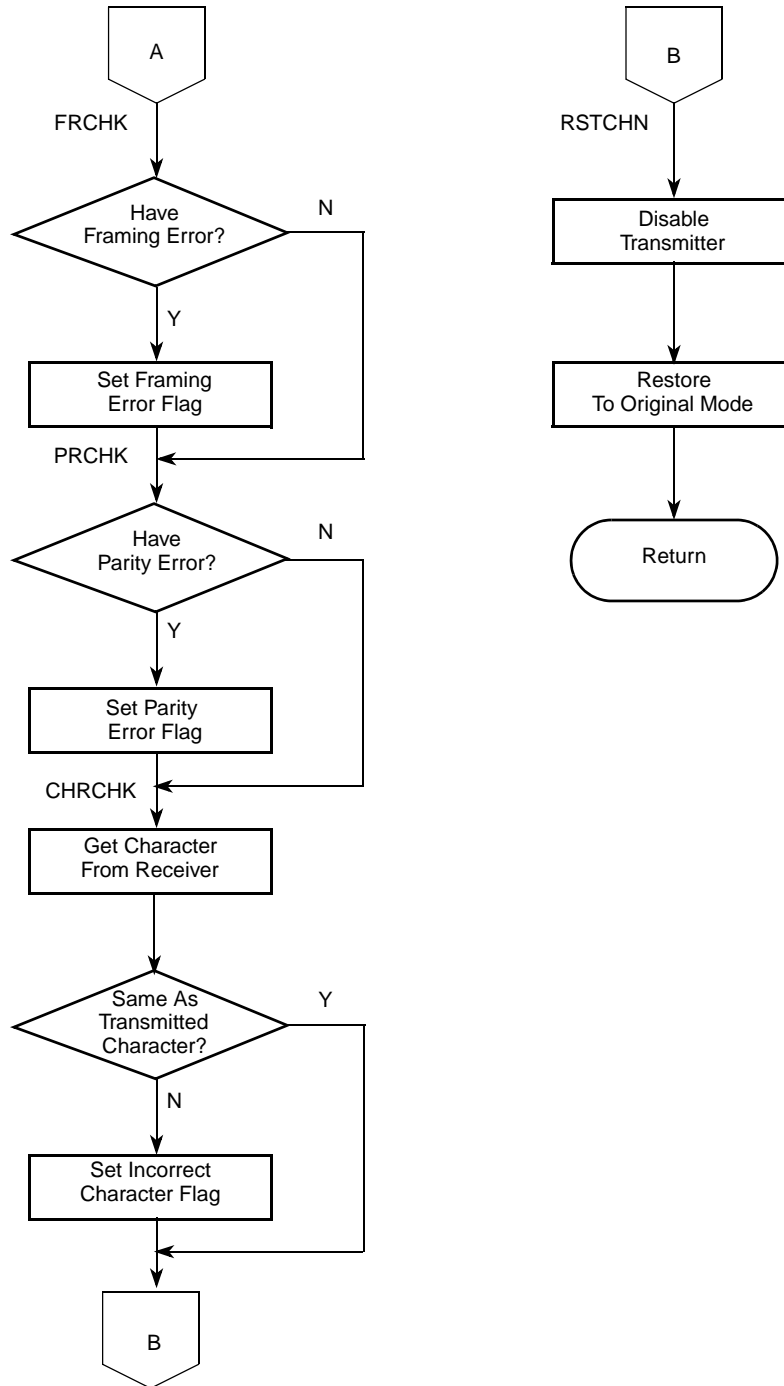 A
FRCHK
Have
Framing Error?
N
Y
Set Framing
Error Flag
PRCHK
Have
Parity Error?
N
Y
Set Parity
Error Flag
CHRCHK
Get Character
From Receiver
Same As
Transmitted
Character?
Y
N
Set Incorrect
Character Flag
B
B
RSTCHN
Disable
Transmitter
Restore
To Original Mode
Return